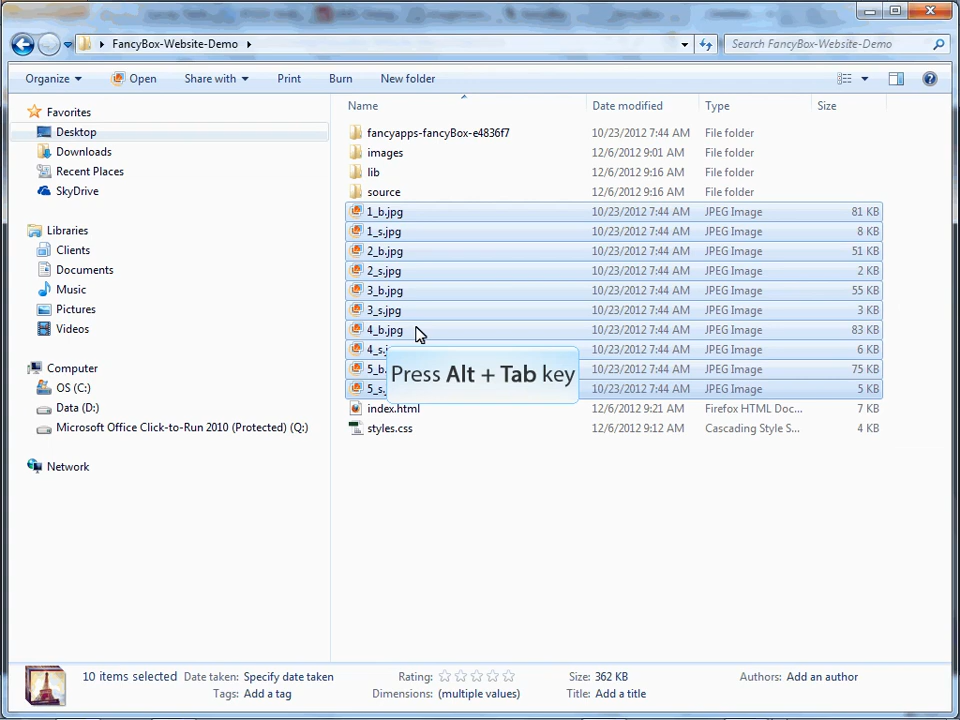 FancyBox-Website-Demo
Search FancyBox-Website-Demo
Organize Open Share with Print Burn New folder
Favorites
Desktop
Downloads
Recent Places
SkyDrive
Libraries
Clients
Documents
Music
Pictures
Videos
Computer
OS (C:)
Data (D:)
Microsoft Office Click-to-Run 2010 (Protected) (Q:)
Network
Name Date modified Type Size
fancyapps-fancyBox-e4836f7 10/23/2012 7:44 AM File folder
images 12/6/2012 9:01 AM File folder
lib 12/6/2012 9:16 AM File folder
source 12/6/2012 9:16 AM File folder
1_b.jpg 10/23/2012 7:44 AM JPEG Image 81 KB
1_s.jpg 10/23/2012 7:44 AM JPEG Image 8 KB
2_b.jpg 10/23/2012 7:44 AM JPEG Image 51 KB
2_s.jpg 10/23/2012 7:44 AM JPEG Image 2 KB
3_b.jpg 10/23/2012 7:44 AM JPEG Image 55 KB
3_s.jpg 10/23/2012 7:44 AM JPEG Image 3 KB
4_b.jpg 10/23/2012 7:44 AM JPEG Image 83 KB
4_s.j 10/23/2012 7:44 AM JPEG Image 6 KB
5_b. 10/23/2012 7:44 AM JPEG Image 75 KB
5_s. 10/23/2012 7:44 AM JPEG Image 5 KB
Press Alt + Tab key
index.html 12/6/2012 9:21 AM Firefox HTML Doc... 7 KB
styles.css 12/6/2012 9:12 AM Cascading Style S... 4 KB
10 items selected Date taken: Specify date taken Rating: Size: 362 KB Authors: Add an author
Tags: Add a tag Dimensions: (multiple values) Title: Add a title